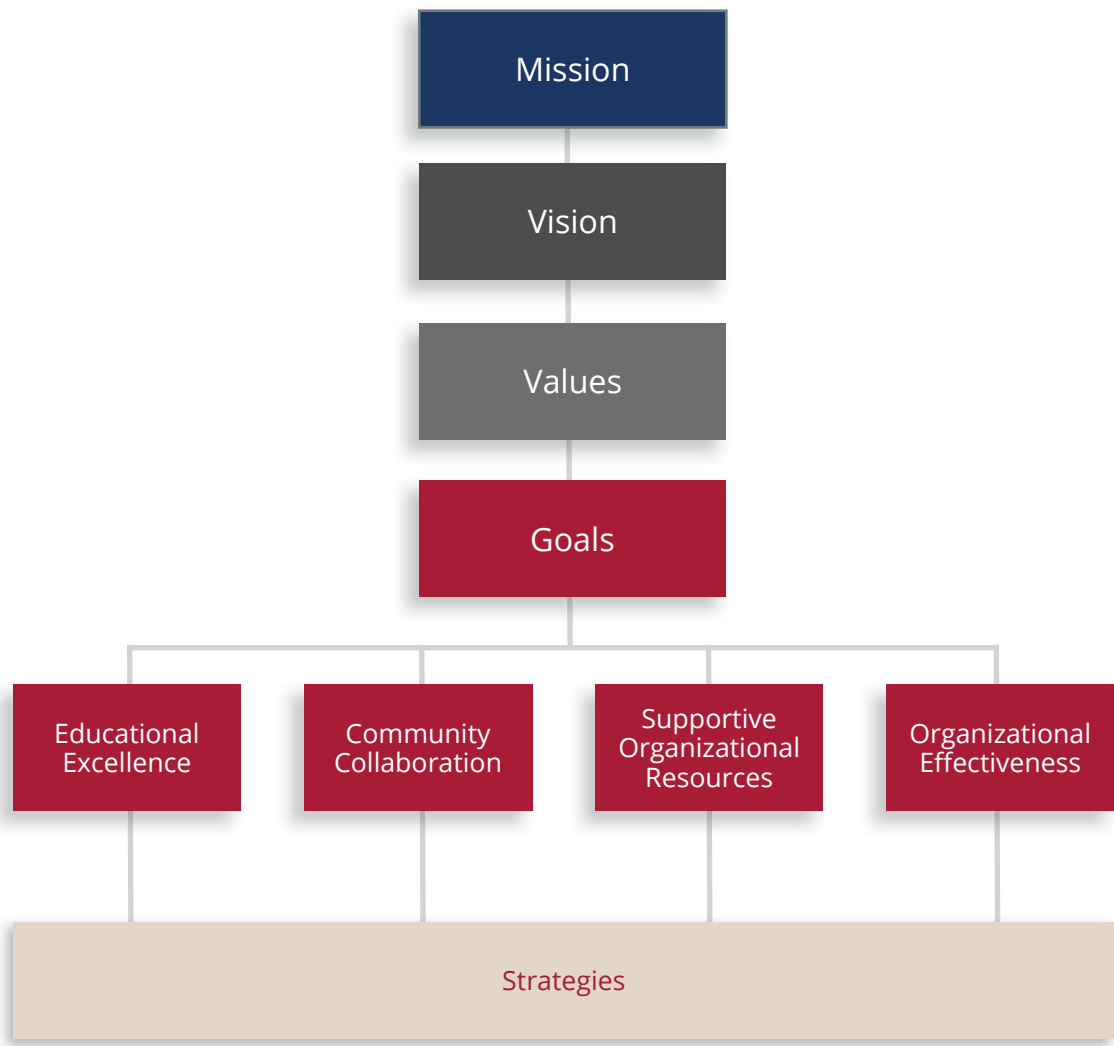 Mission
Vision
Values
Goals
Educational
Excellence
Community
Collaboration
Supportive
Organizational
Resources
Organizational
Effectiveness
Strategies